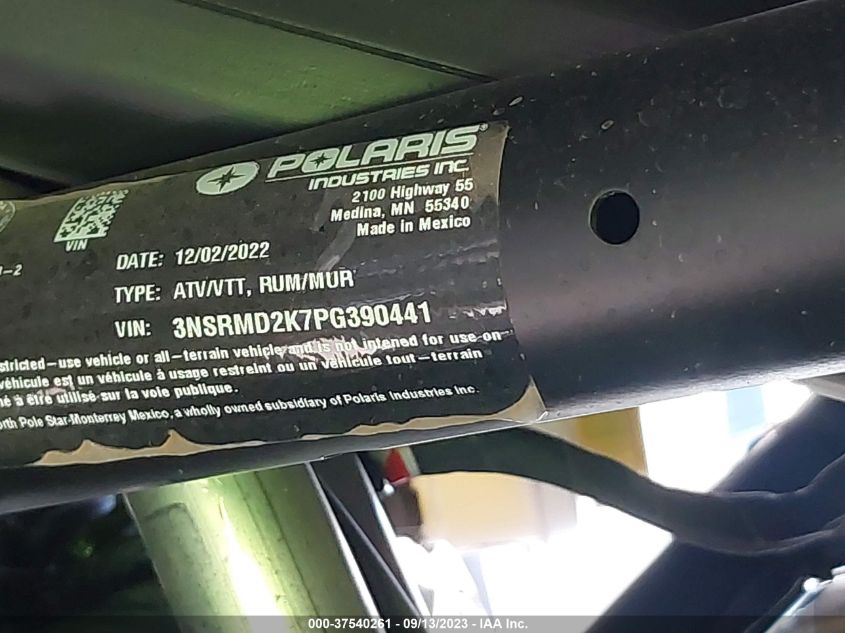 POLARIS®
INDUSTRIES INC.
2100 Highway 55
Medina, MN 55340
Made in Mexico
VIN
-2
DATE: 12/02/2022
TYPE: ATV/VTT, RUM/MUR
VIN: 3NSRMD2K7PG390441
stricted-use vehicle or all-terrain vehicle and is not intended for use on
véhicule est un véhicule à usage restreint ou un véhicule tout-terrain
né à être utilisé sur la voie publique.
orth Pole Star-Monterrey Mexico, a wholly owned subsidiary of Polaris Industries Inc.
000-37540261 - 09/13/2023 - IAA Inc.